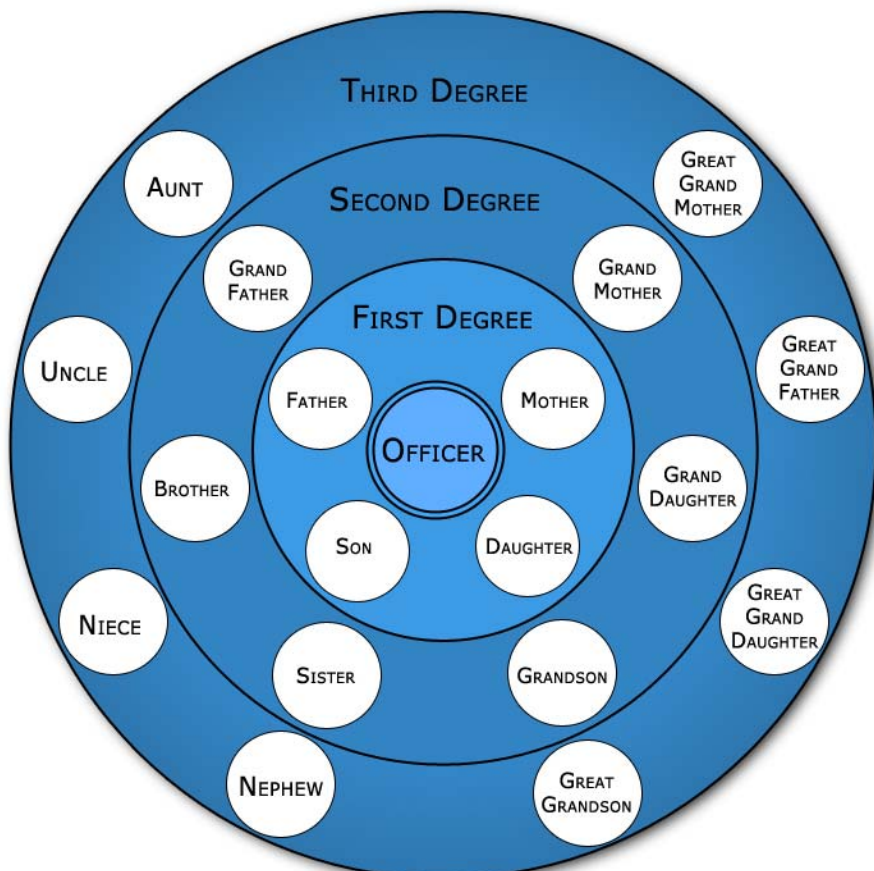 Third Degree
Aunt
Great
Grand
Mother
Second Degree
Grand
Father
Grand
Mother
First Degree
Uncle
Great
Grand
Father
Father
Mother
Officer
Brother
Grand
Daughter
Son
Daughter
Niece
Great
Grand
Daughter
Sister
Grandson
Nephew
Great
Grandson